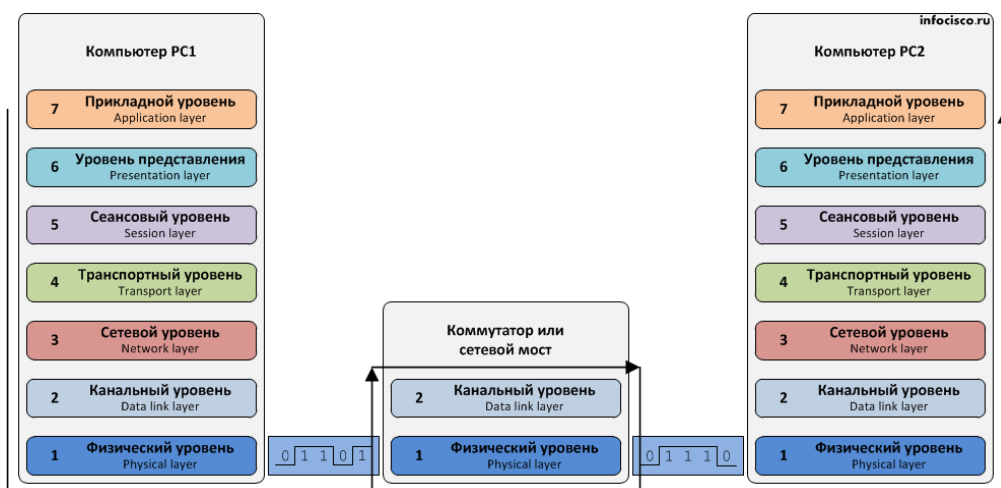 infocisco.ru
Компьютер PC1
7 Прикладной уровень
Application layer
6 Уровень представления
Presentation layer
5 Сеансовый уровень
Session layer
4 Транспортный уровень
Transport layer
3 Сетевой уровень
Network layer
2 Канальный уровень
Data link layer
1 Физический уровень
Physical layer
0 1 1 0 1
Коммутатор или
сетевой мост
2 Канальный уровень
Data link layer
1 Физический уровень
Physical layer
0 1 1 1 0
Компьютер PC2
7 Прикладной уровень
Application layer
6 Уровень представления
Presentation layer
5 Сеансовый уровень
Session layer
4 Транспортный уровень
Transport layer
3 Сетевой уровень
Network layer
2 Канальный уровень
Data link layer
1 Физический уровень
Physical layer